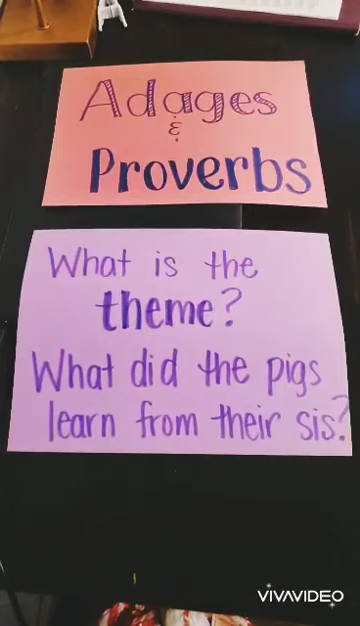 Adages
&
Proverbs
What is the
theme?
What did the pigs
learn from their sis?
VIVAVIDEO